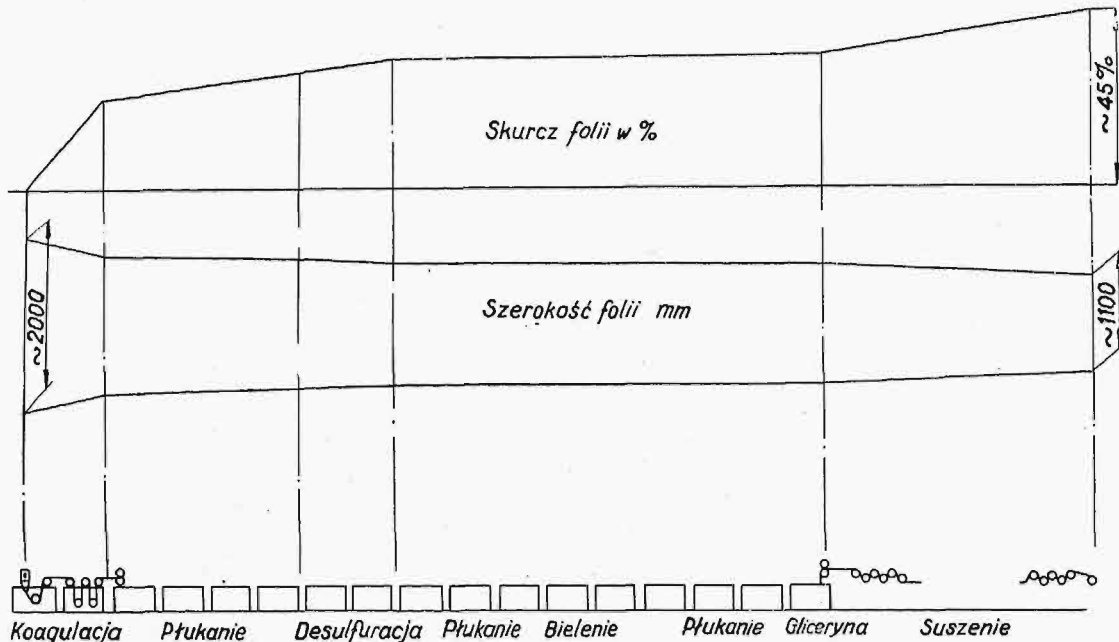 ~45%
Skurcz folii w %
~2000
Szerokość folii mm
~1100
Koagulacja Płukanie Desulfuracja Płukanie Bielenie Płukanie Gliceryna Suszenie